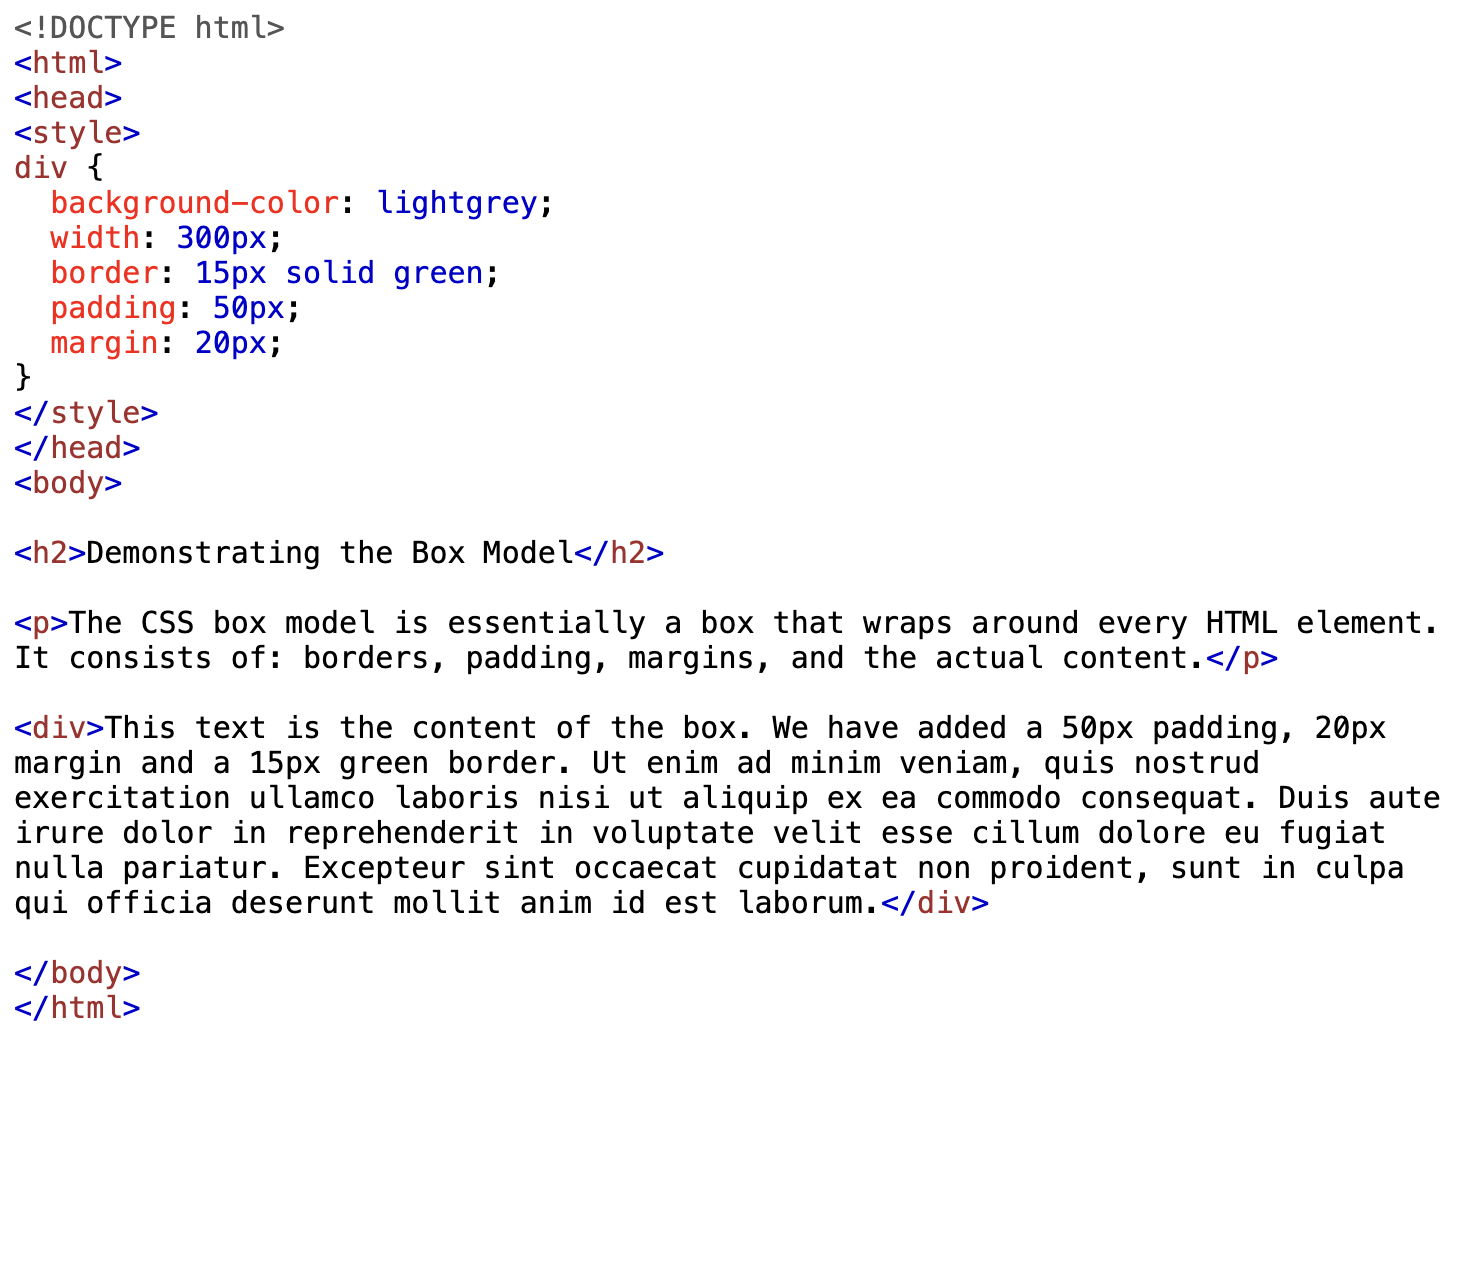 <!DOCTYPE html>
<html>
<head>
<style>
div {
  background-color: lightgrey;
  width: 300px;
  border: 15px solid green;
  padding: 50px;
  margin: 20px;
}
</style>
</head>
<body>

<h2>Demonstrating the Box Model</h2>

<p>The CSS box model is essentially a box that wraps around every HTML element.
It consists of: borders, padding, margins, and the actual content.</p>

<div>This text is the content of the box. We have added a 50px padding, 20px
margin and a 15px green border. Ut enim ad minim veniam, quis nostrud
exercitation ullamco laboris nisi ut aliquip ex ea commodo consequat. Duis aute
irure dolor in reprehenderit in voluptate velit esse cillum dolore eu fugiat
nulla pariatur. Excepteur sint occaecat cupidatat non proident, sunt in culpa
qui officia deserunt mollit anim id est laborum.</div>

</body>
</html>